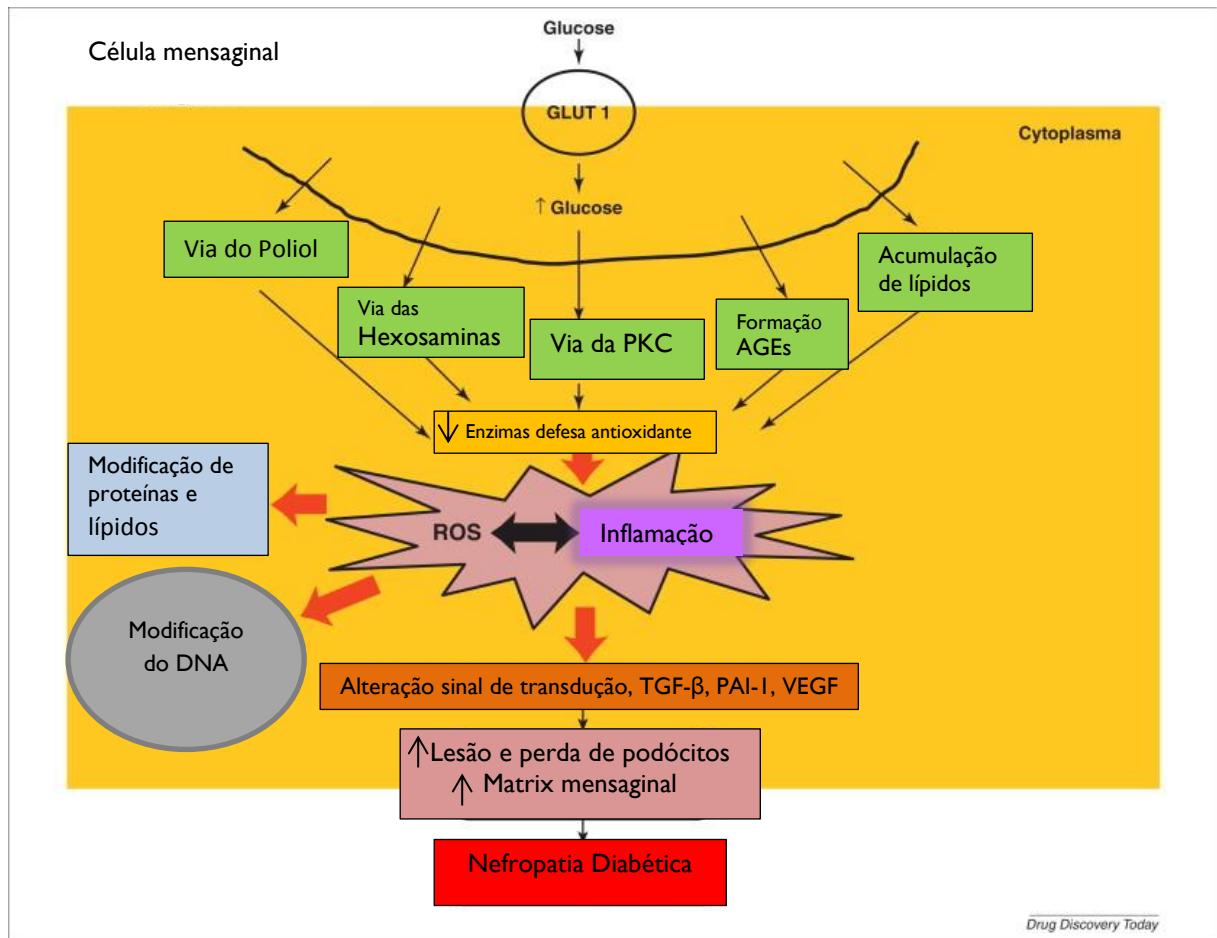 Célula mensaginal
Glucose
GLUT 1
Cytoplasma
↑ Glucose
Via do Poliol
Via das
Hexosaminas
Via da PKC
Formação
AGEs
Acumulação
de lípidos
↓ Enzimas defesa antioxidante
Modificação de
proteínas e
lípidos
ROS
Inflamação
Modificação
do DNA
Alteração sinal de transdução, TGF-β, PAI-1, VEGF
↑Lesão e perda de podócitos
↑ Matrix mensaginal
Nefropatia Diabética
Drug Discovery Today